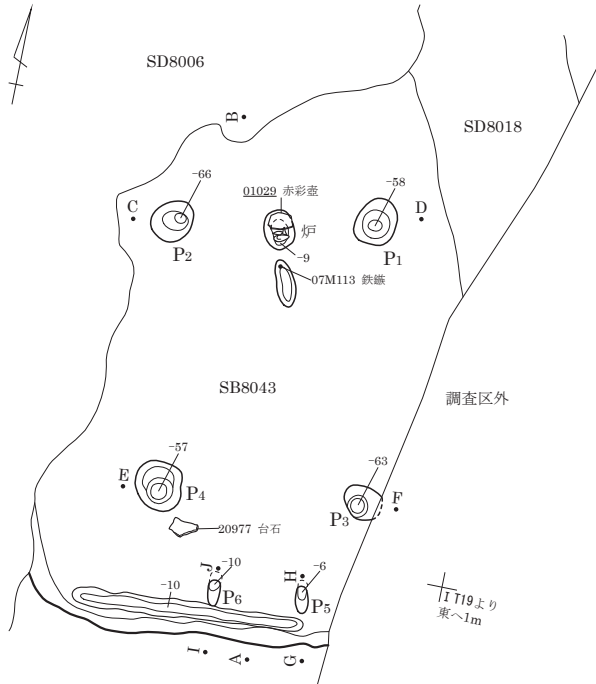 SD8006
B
SD8018
-66
01029 赤彩壺
-58
C
炉
D
P2
-9
P1
07M113 鉄鏃
SB8043
調査区外
-57
-63
E
P4
F
P3
20977 台石
J
-10
H
-6
-10
P6
P5
I T19より
東へ1m
I
A
G